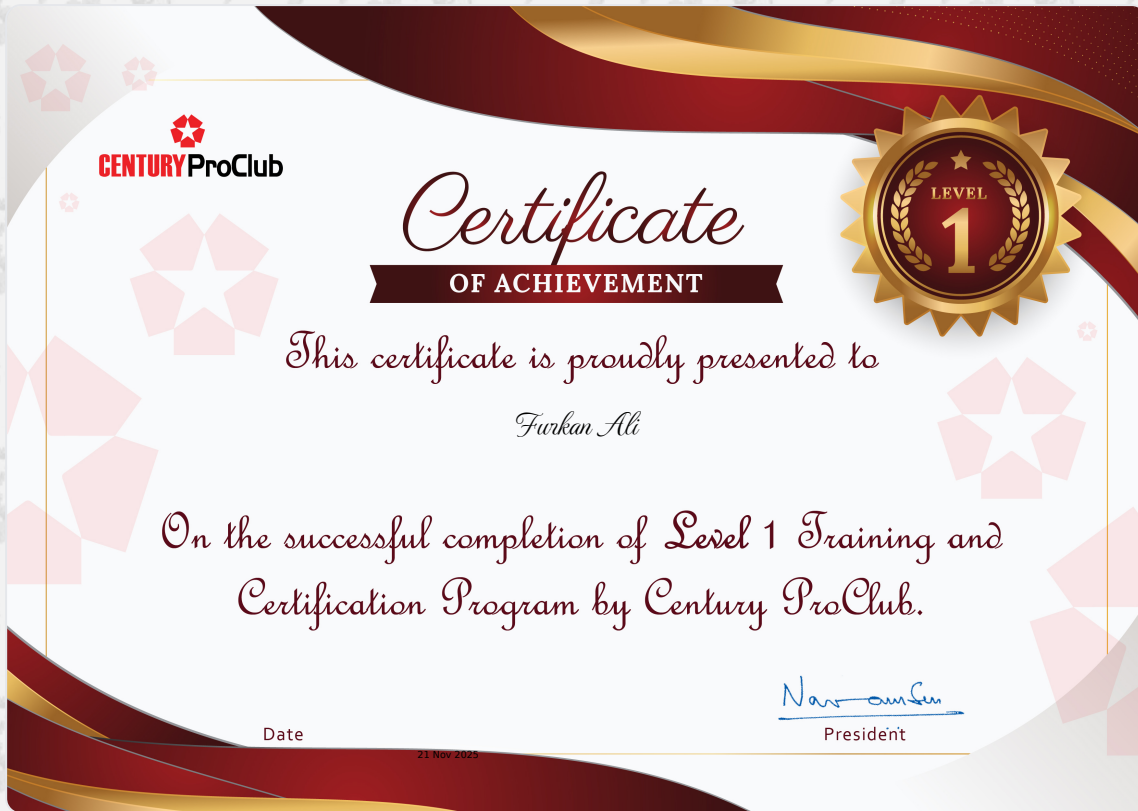 CENTURY ProClub
LEVEL
1
Certificate
OF ACHIEVEMENT
This certificate is proudly presented to
Furkan Ali
On the successful completion of Level 1 Training and
Certification Program by Century ProClub.
Date
President
21 Nov 2025